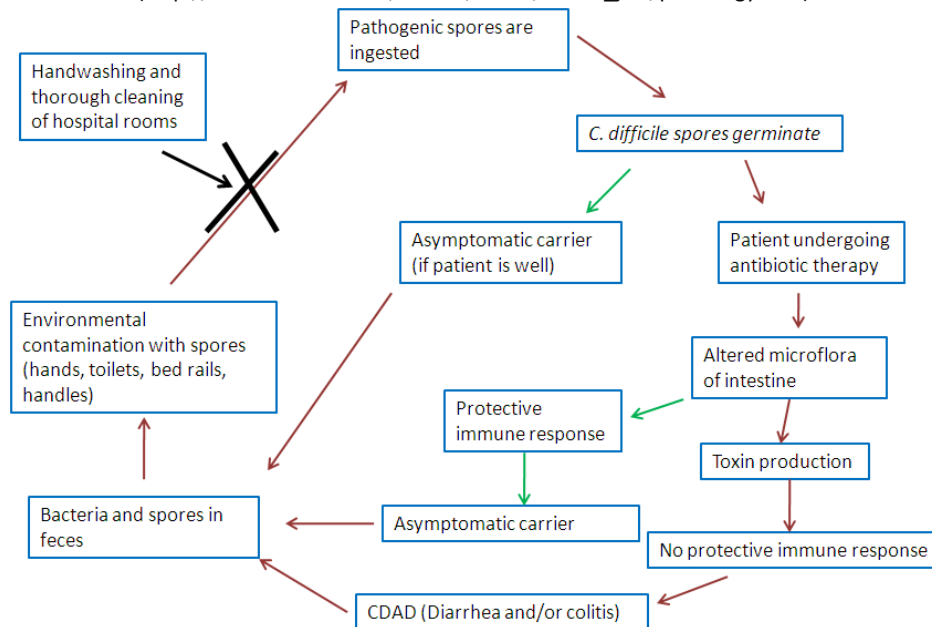 Pathogenic spores are
ingested
Handwashing and
thorough cleaning
of hospital rooms
C. difficile spores germinate
Asymptomatic carrier
(if patient is well)
Patient undergoing
antibiotic therapy
Environmental
contamination with spores
(hands, toilets, bed rails,
handles)
Altered microflora
of intestine
Protective
immune response
Toxin production
Bacteria and spores in
feces
Asymptomatic carrier
No protective immune response
CDAD (Diarrhea and/or colitis)